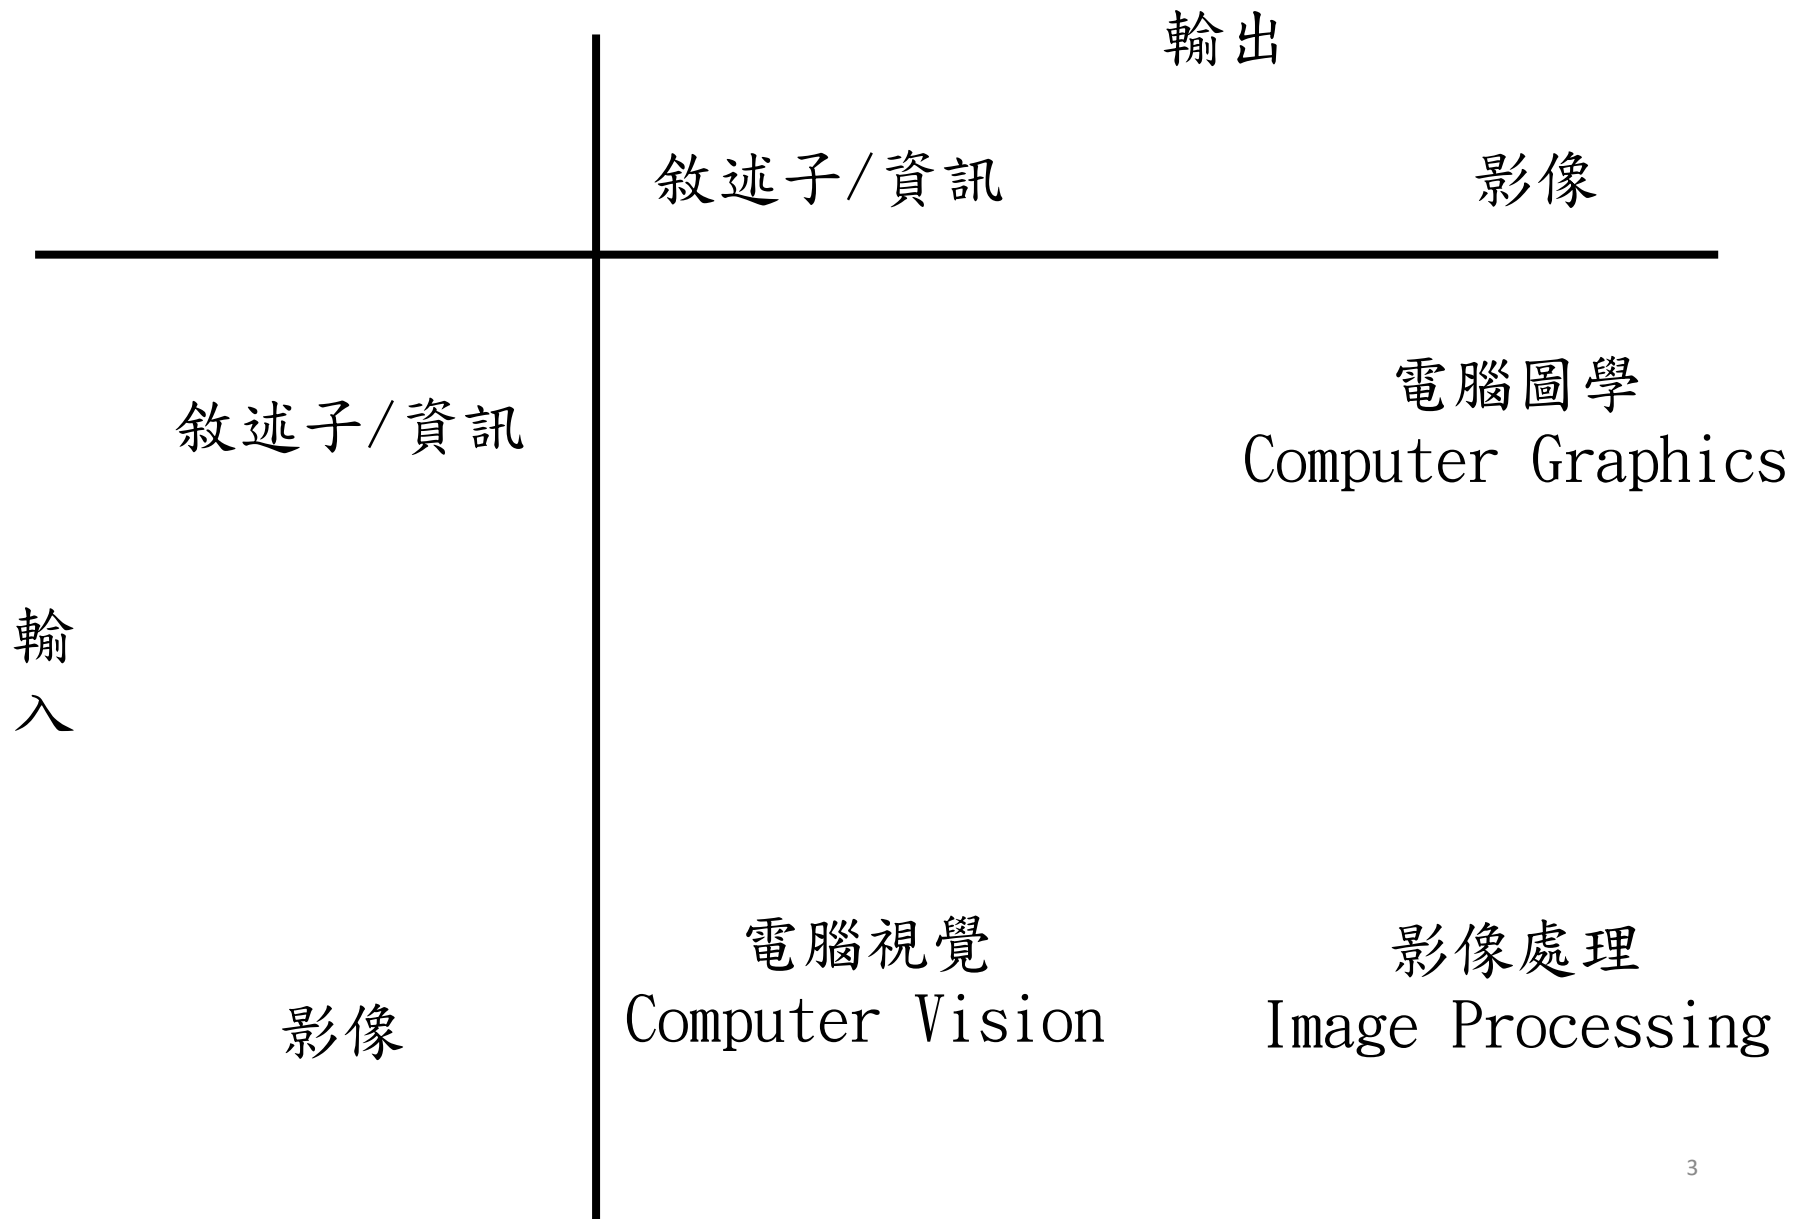 輸出
敘述子/資訊
影像
敘述子/資訊
電腦圖學
Computer Graphics
輸
入
影像
電腦視覺
Computer Vision
影像處理
Image Processing
3